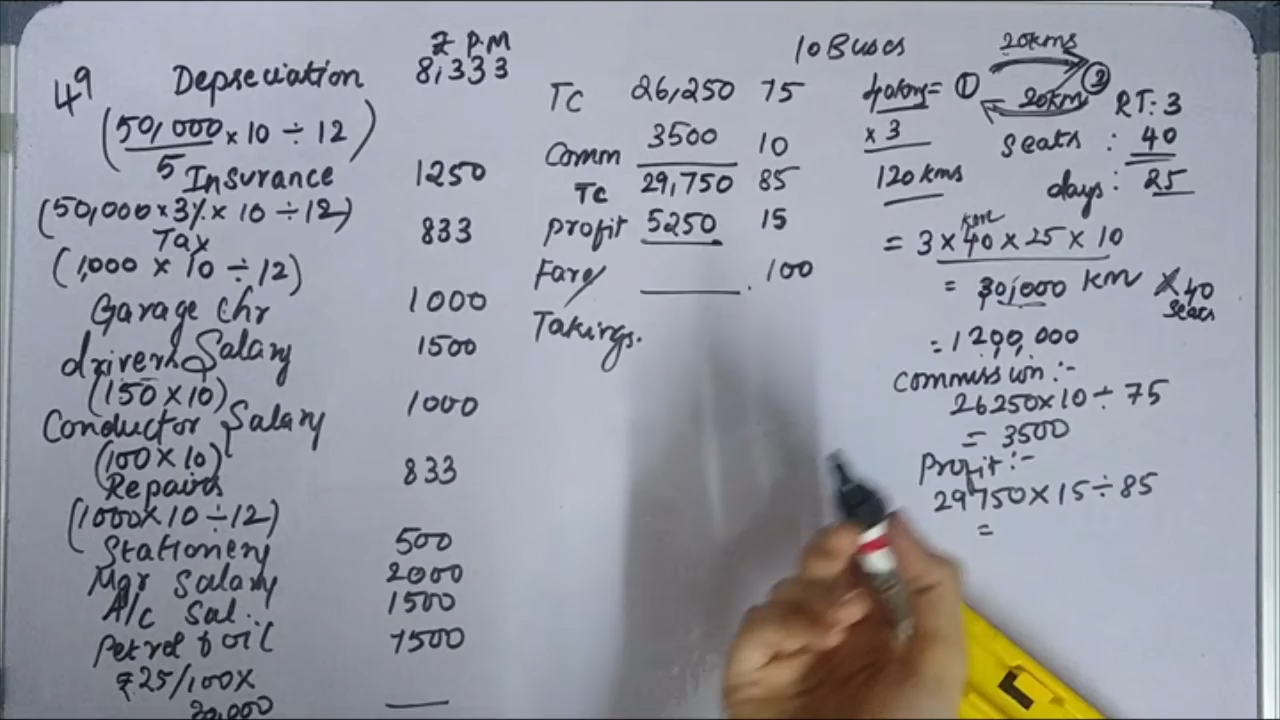 49
₹ P.M
Depreciation 8,333
(50,000 × 10 ÷ 12)
5
Insurance 1250
(50,000 × 3% × 10 ÷ 12)
Tax 833
(1,000 × 10 ÷ 12)
Garage Chr 1000
drivers Salary 1500
(150 × 10)
Conductor Salary 1000
(100 × 10)
Repairs 833
(1000 × 10 ÷ 12)
Stationery 500
Mgr Salary 2000
A/c Sal.. 1500
Petrol & oil 7500
₹25/100 ×
30,000
TC 26,250 75
Comm 3500 10
TC 29,750 85
profit 5250 15
Fare/ 100
Takings.
10 Buses
20kms
40kms = 1 2
20km RT: 3
× 3
Seats : 40
120 kms
days : 25
km
= 3 × 40 × 25 × 10
= 30,000 km × 40
Seats
= 1200,000
Commission :-
26250 × 10 ÷ 75
= 3500
Profit :-
29750 × 15 ÷ 85
=